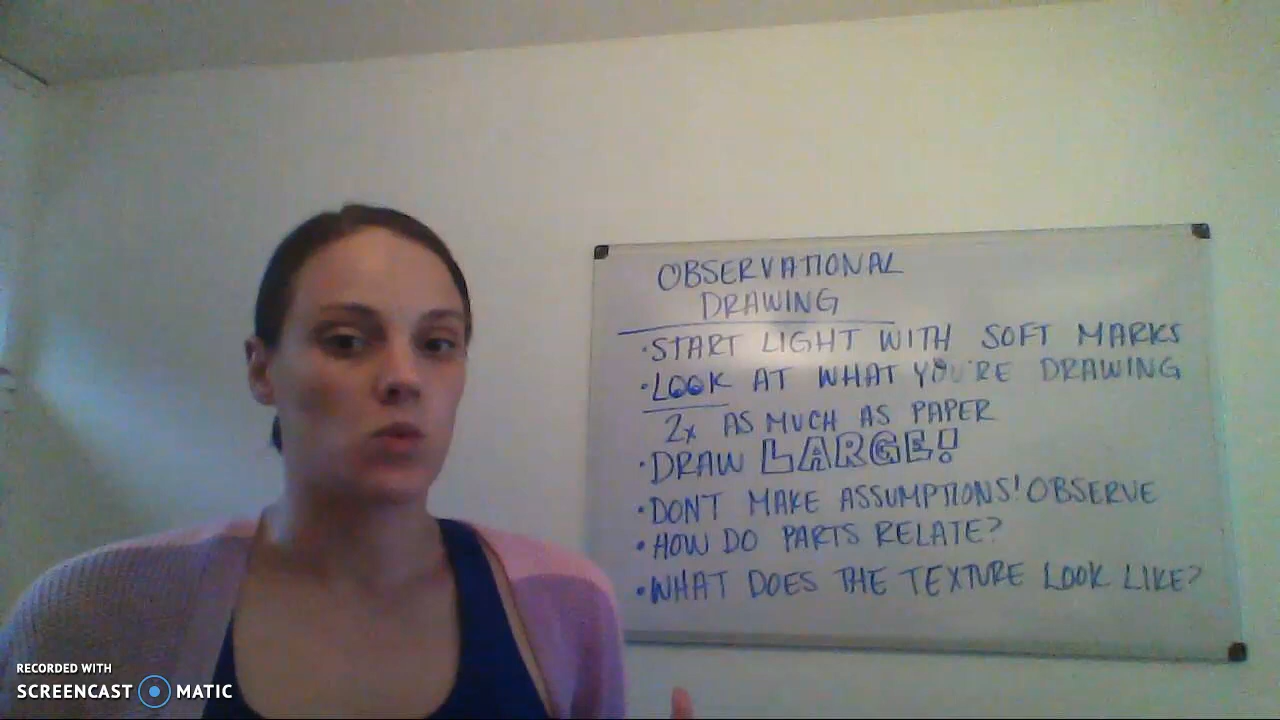 OBSERVATIONAL
DRAWING
·START LIGHT WITH SOFT MARKS
·LOOK AT WHAT YOU'RE DRAWING
2x AS MUCH AS PAPER
·DRAW LARGE!
·DON'T MAKE ASSUMPTIONS! OBSERVE
·HOW DO PARTS RELATE?
·WHAT DOES THE TEXTURE LOOK LIKE?
RECORDED WITH
SCREENCAST MATIC